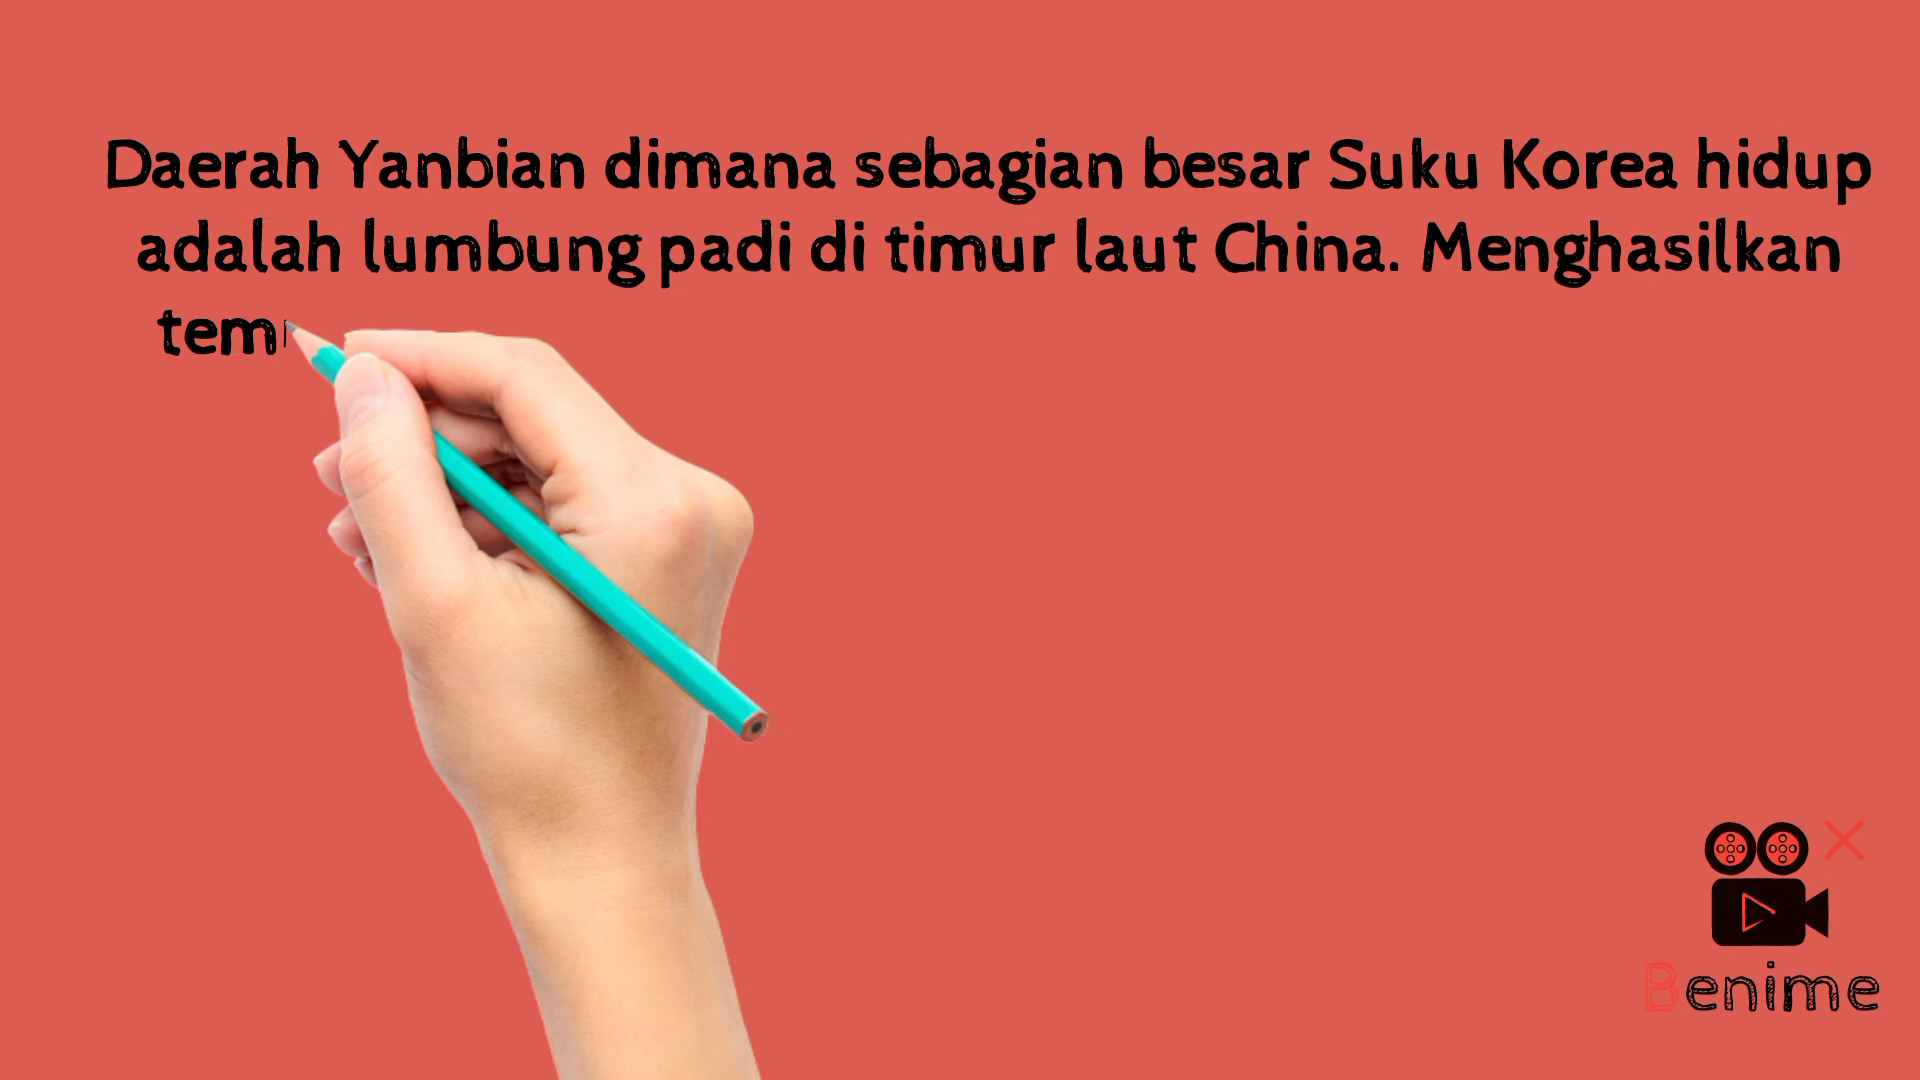 Daerah Yanbian dimana sebagian besar Suku Korea hidup
adalah lumbung padi di timur laut China. Menghasilkan
Benime